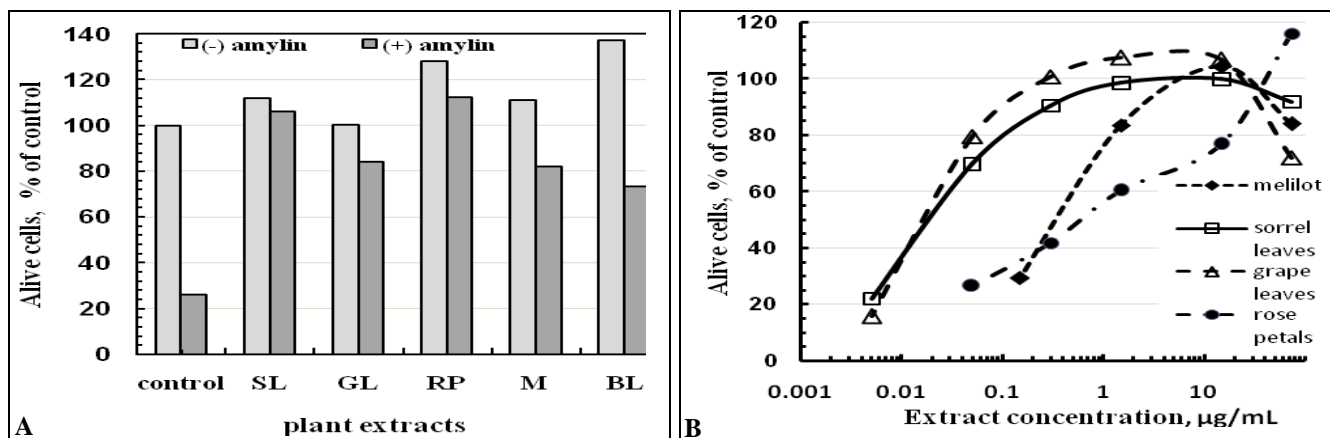 (-) amylin (+) amylin
Alive cells, % of control
140
120
100
80
60
40
20
0
control SL GL RP M BL
plant extracts
A
Alive cells, % of control
120
100
80
60
40
20
0
melilot
sorrel
leaves
grape
leaves
rose
petals
0.001 0.01 0.1 1 10
Extract concentration, µg/mL
B